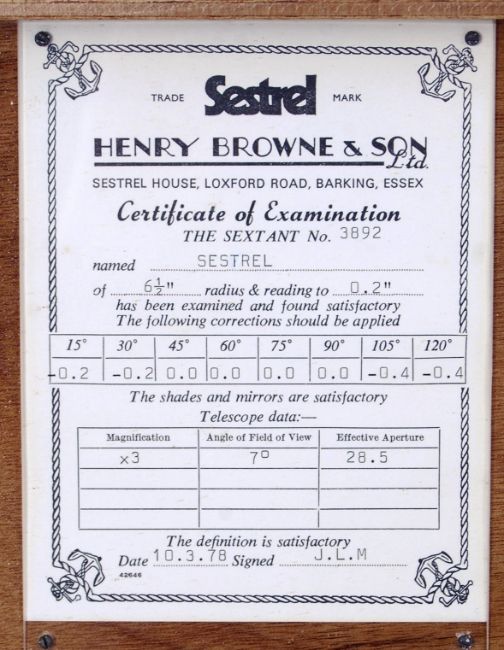 TRADE Sestrel MARK
HENRY BROWNE & SON Ltd.
SESTREL HOUSE, LOXFORD ROAD, BARKING, ESSEX
Certificate of Examination
THE SEXTANT No. 3892
named SESTREL
of 6½" radius & reading to 0.2"
has been examined and found satisfactory
The following corrections should be applied
15° 30° 45° 60° 75° 90° 105° 120°
-0.2 -0.2 0.0 0.0 0.0 0.0 -0.4 -0.4
The shades and mirrors are satisfactory
Telescope data:—
Magnification Angle of Field of View Effective Aperture
x3 7° 28.5
The definition is satisfactory
Date 10.3.78 Signed J.L.M
42646